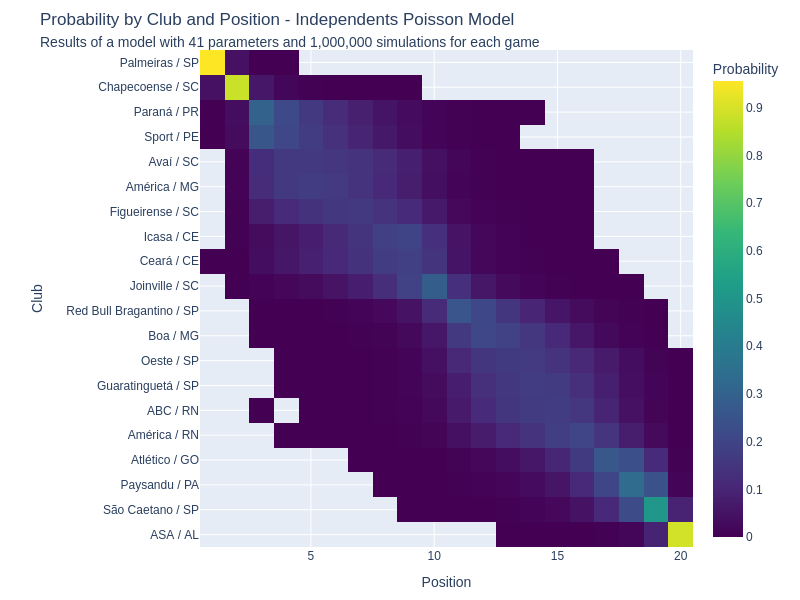 Probability by Club and Position - Independents Poisson Model
Results of a model with 41 parameters and 1,000,000 simulations for each game
Probability
Club
Palmeiras / SP
Chapecoense / SC
Paraná / PR
Sport / PE
Avaí / SC
América / MG
Figueirense / SC
Icasa / CE
Ceará / CE
Joinville / SC
Red Bull Bragantino / SP
Boa / MG
Oeste / SP
Guaratinguetá / SP
ABC / RN
América / RN
Atlético / GO
Paysandu / PA
São Caetano / SP
ASA / AL
0.9
0.8
0.7
0.6
0.5
0.4
0.3
0.2
0.1
0
5 10 15 20
Position